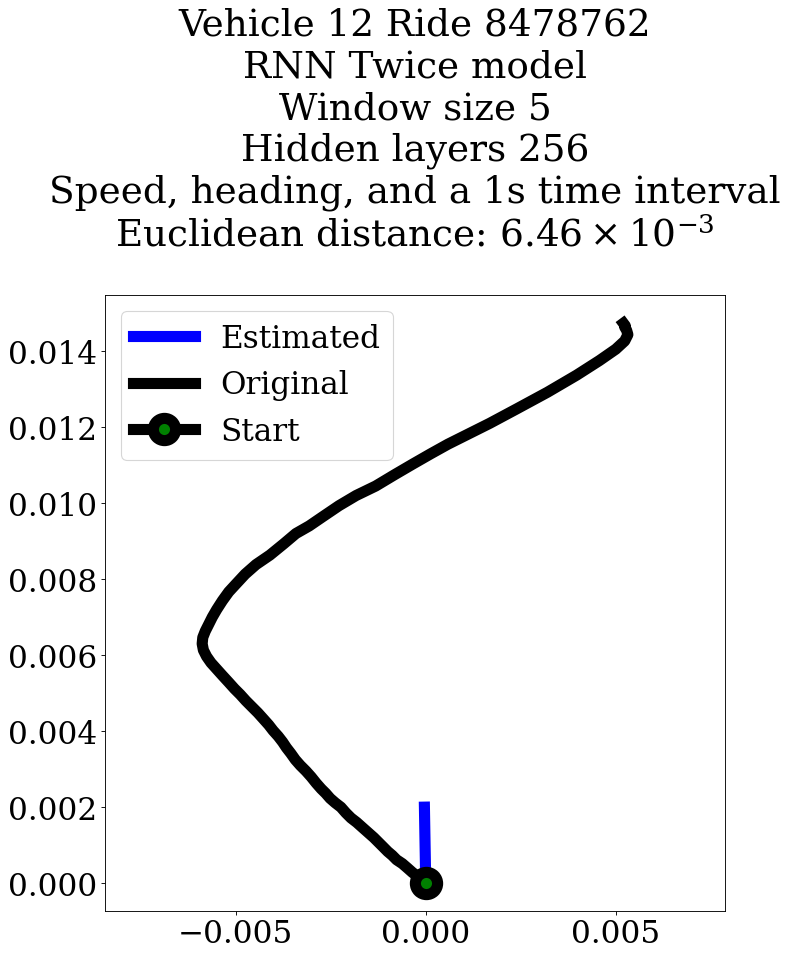 Vehicle 12 Ride 8478762
RNN Twice model
Window size 5
Hidden layers 256
Speed, heading, and a 1s time interval
Euclidean distance: 6.46 × 10⁻³
Estimated
Original
Start
0.014
0.012
0.010
0.008
0.006
0.004
0.002
0.000
−0.005 0.000 0.005